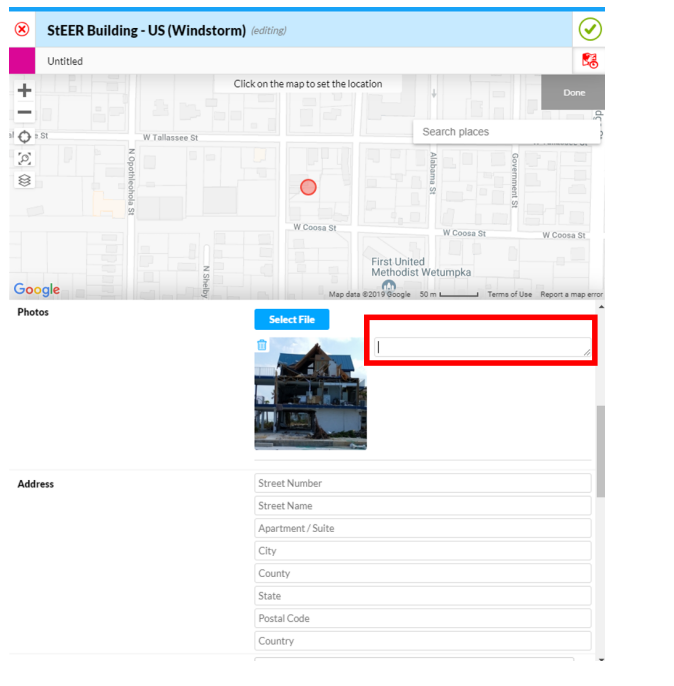 StEER Building - US (Windstorm) (editing)
Untitled
Click on the map to set the location
Done
Search places
W Tallassee St
N Opothleohola St
Alabama St
Government St
W Coosa St
W Coosa St
W Coosa St
First United
Methodist Wetumpka
N Shelby
Google
Map data ©2019 Google 50 m Terms of Use Report a map error
Photos
Select File
Address
Street Number
Street Name
Apartment / Suite
City
County
State
Postal Code
Country